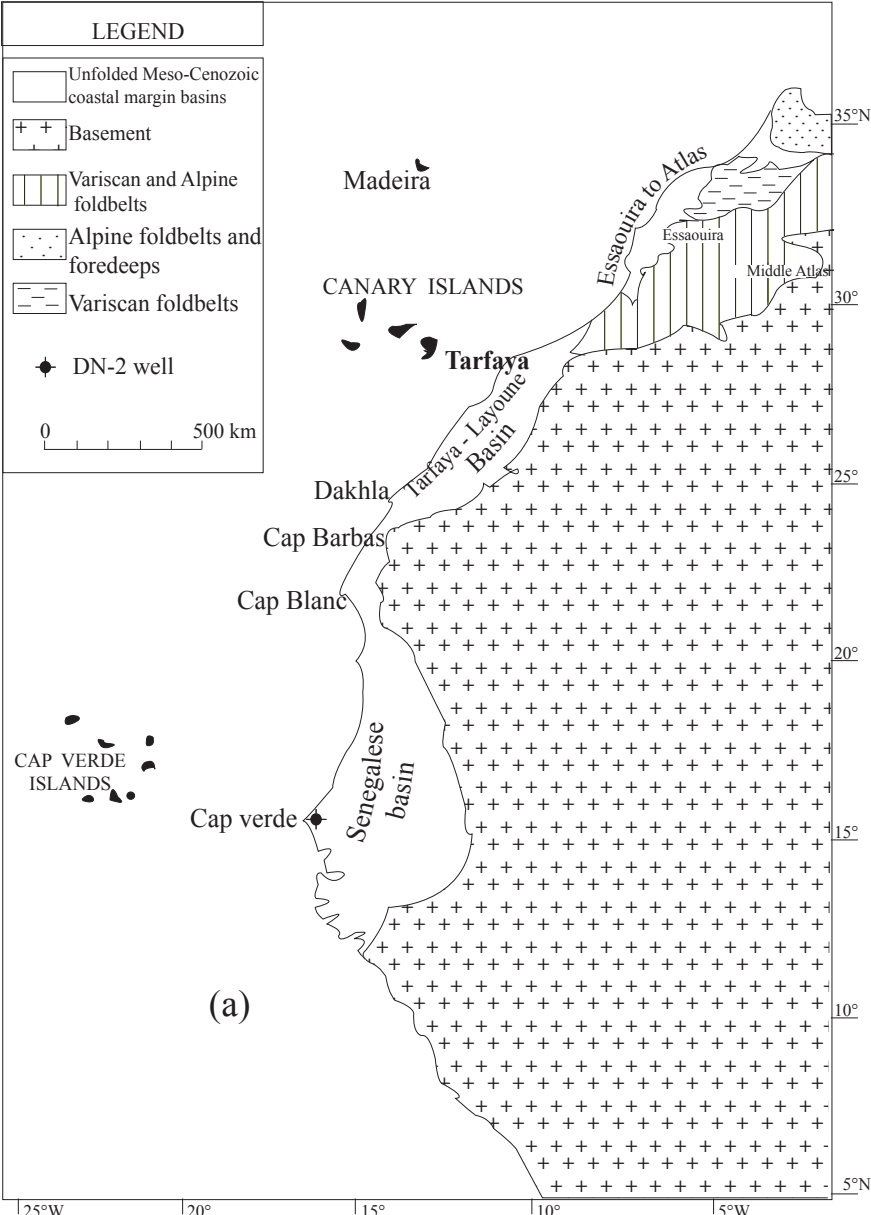 LEGEND
Unfolded Meso-Cenozoic
coastal margin basins
Basement
Variscan and Alpine
foldbelts
Alpine foldbelts and
foredeeps
Variscan foldbelts
DN-2 well
0 500 km
35°N
Madeira
Essaouira to Atlas
Essaouira
Middle Atlas
CANARY ISLANDS
30°
Tarfaya
Tarfaya - Layoune
Basin
25°
Dakhla
Cap Barbas
Cap Blanc
20°
CAP VERDE
ISLANDS
Senegalese
basin
Cap verde
15°
(a)
10°
5°N
25°W 20° 15° 10° 5°W